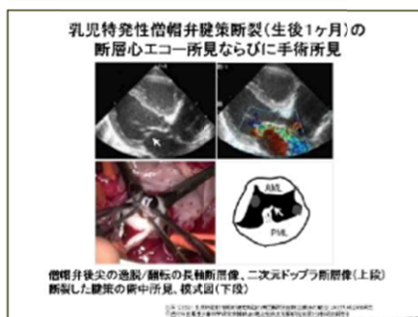 乳児特発性僧帽弁腱索断裂(生後1ヶ月)の
断層心エコー所見ならびに手術所見
AML
PML
僧帽弁後尖の逸脱/翻転の長軸断層像、二次元ドップラ断層像(上段)
断裂した腱索の術中所見、模式図(下段)